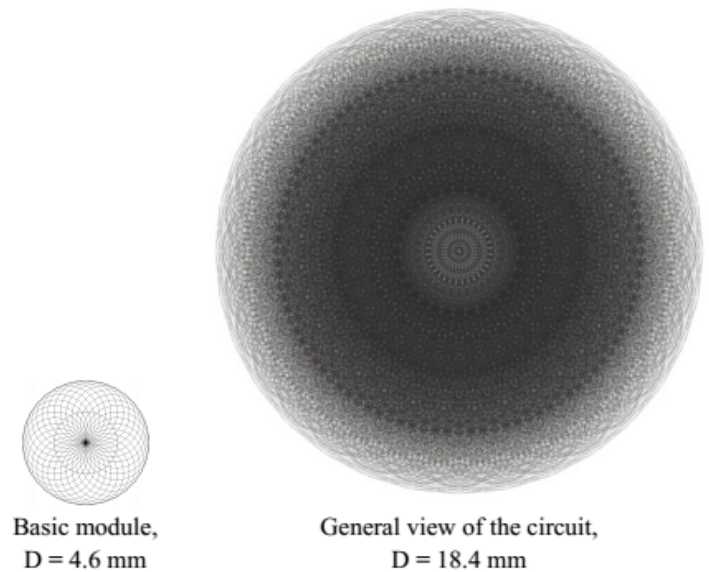 Basic module,
D = 4.6 mm
General view of the circuit,
D = 18.4 mm